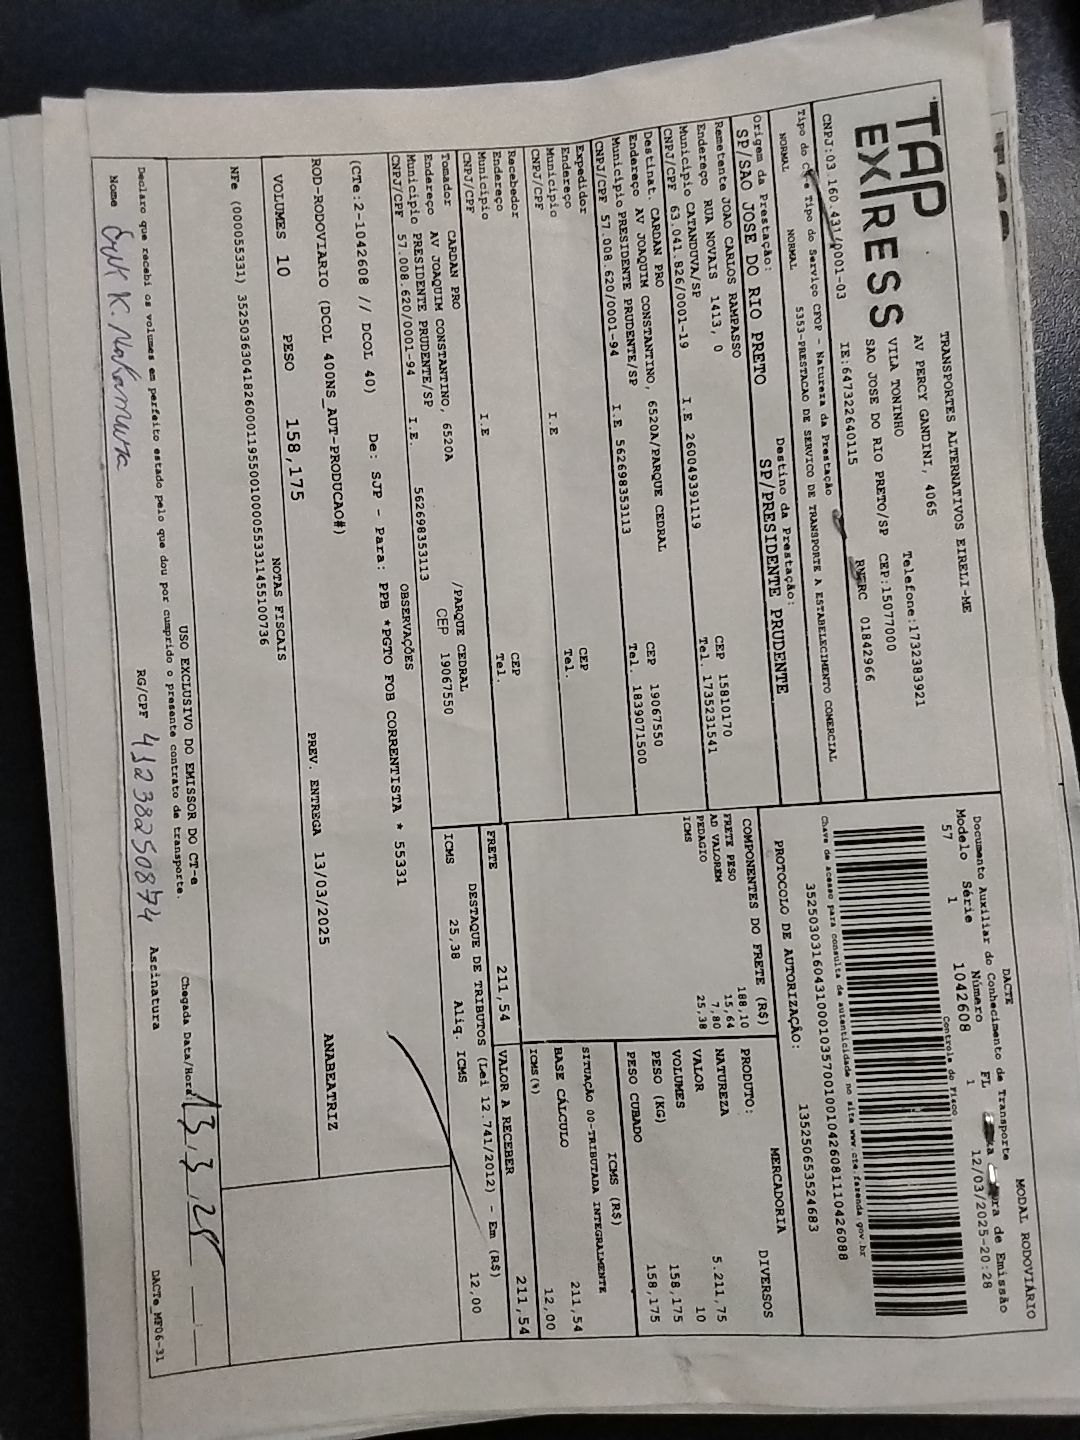 TAP
EXPRESS
TRANSPORTES ALTERNATIVOS EIRELI-ME
AV PERCY GANDINI, 4065
Telefone:1732383921
VILA TONINHO
CEP:15077000
SAO JOSE DO RIO PRETO/SP
CNPJ:03.160.431/0001-03 IE:647322640115 RNTRC 01842966
Tipo do CTe Tipo do Serviço CFOP - Natureza da Prestação
NORMAL NORMAL 5353-PRESTACAO DE SERVICO DE TRANSPORTE A ESTABELECIMENTO COMERCIAL
Origem da Prestação: Destino da Prestação:
SP/SAO JOSE DO RIO PRETO SP/PRESIDENTE PRUDENTE
Remetente JOAO CARLOS RAMPASSO
Endereço RUA NOVAIS 1413, 0 CEP 15810170
Município CATANDUVA/SP Tel. 1735231541
CNPJ/CPF 63.041.826/0001-19 I.E 260049391119
Destinat. CARDAN PRO
Endereço AV JOAQUIM CONSTANTINO, 6520A/PARQUE CEDRAL CEP 19067550
Município PRESIDENTE PRUDENTE/SP Tel. 1839071500
CNPJ/CPF 57.008.620/0001-94 I.E 562698353113
Expedidor
Endereço CEP
Município Tel.
CNPJ/CPF I.E
Recebedor
Endereço CEP
Município Tel.
CNPJ/CPF I.E
Tomador CARDAN PRO
Endereço AV JOAQUIM CONSTANTINO, 6520A /PARQUE CEDRAL
Município PRESIDENTE PRUDENTE/SP CEP 19067550
CNPJ/CPF 57.008.620/0001-94 I.E. 562698353113
OBSERVAÇÕES
(CTe:2-1042608 // DCOL 40) De: SJP - Para: PPB *PGTO FOB CORRENTISTA * 55331
ROD-RODOVIARIO (DCOL 400NS_AUT-PRODUCAO#)
PREV. ENTREGA 13/03/2025 ANABEATRIZ
VOLUMES 10 PESO 158,175
NOTAS FISCAIS
NFe (000055331) 35250363041826000119550010000553311455100736
DACTE
MODAL RODOVIÁRIO
Documento Auxiliar do Conhecimento de Transporte
Modelo Série Número FL ora de Emissão
57 1 1042608 1 12/03/2025-20:28
Controle do Fisco
Chave de acesso para consulta de autenticidade no site www.cte.fazenda.gov.br
35250303160431000103570010010426081110426088
PROTOCOLO DE AUTORIZAÇÃO: 135250653524683
COMPONENTES DO FRETE (R$)
FRETE PESO 188,10
AD VALOREM 15,64
PEDAGIO 7,80
ICMS 25,38
FRETE 211,54
MERCADORIA
PRODUTO: DIVERSOS
NATUREZA
VALOR 5.211,75
VOLUMES 10
PESO (KG) 158,175
PESO CUBADO 158,175
ICMS (R$)
SITUAÇÃO 00-TRIBUTADA INTEGRALMENTE
BASE CÁLCULO 211,54
ICMS (%) 12,00
VALOR A RECEBER 211,54
DESTAQUE DE TRIBUTOS (Lei 12.741/2012) - Em (R$)
ICMS 25,38 Aliq. ICMS 12,00
USO EXCLUSIVO DO EMISSOR DO CT-e
Declaro que recebi os volumes em perfeito estado pelo que dou por cumprido o presente contrato de transporte.
Chegada Data/Hora: 13,3,25
Nome K. Nakamura RG/CPF 41238250874 Assinatura
DACTe_MF06-31